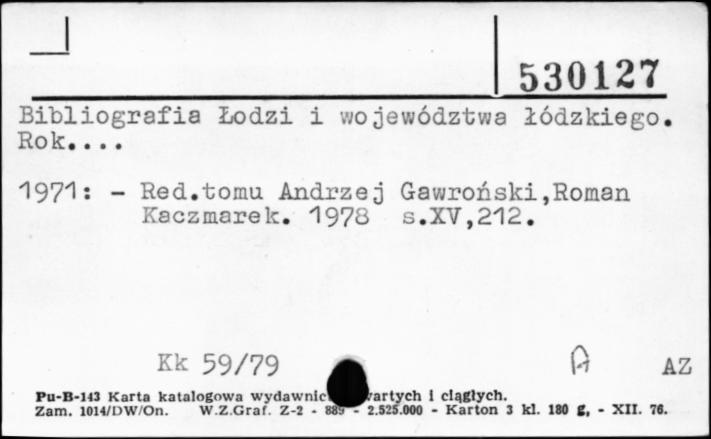 530127
Bibliografia Łodzi i województwa łódzkiego.
Rok....
1971: - Red.tomu Andrzej Gawroński,Roman
Kaczmarek. 1978 s.XV,212.
Kk 59/79 A AZ
Pu-B-143 Karta katalogowa wydawnic wartych i ciągłych.
Zam. 1014/DW/On. W.Z.Graf. Z-2 - 889 - 2.525.000 - Karton 3 kl. 180 g, - XII. 76.